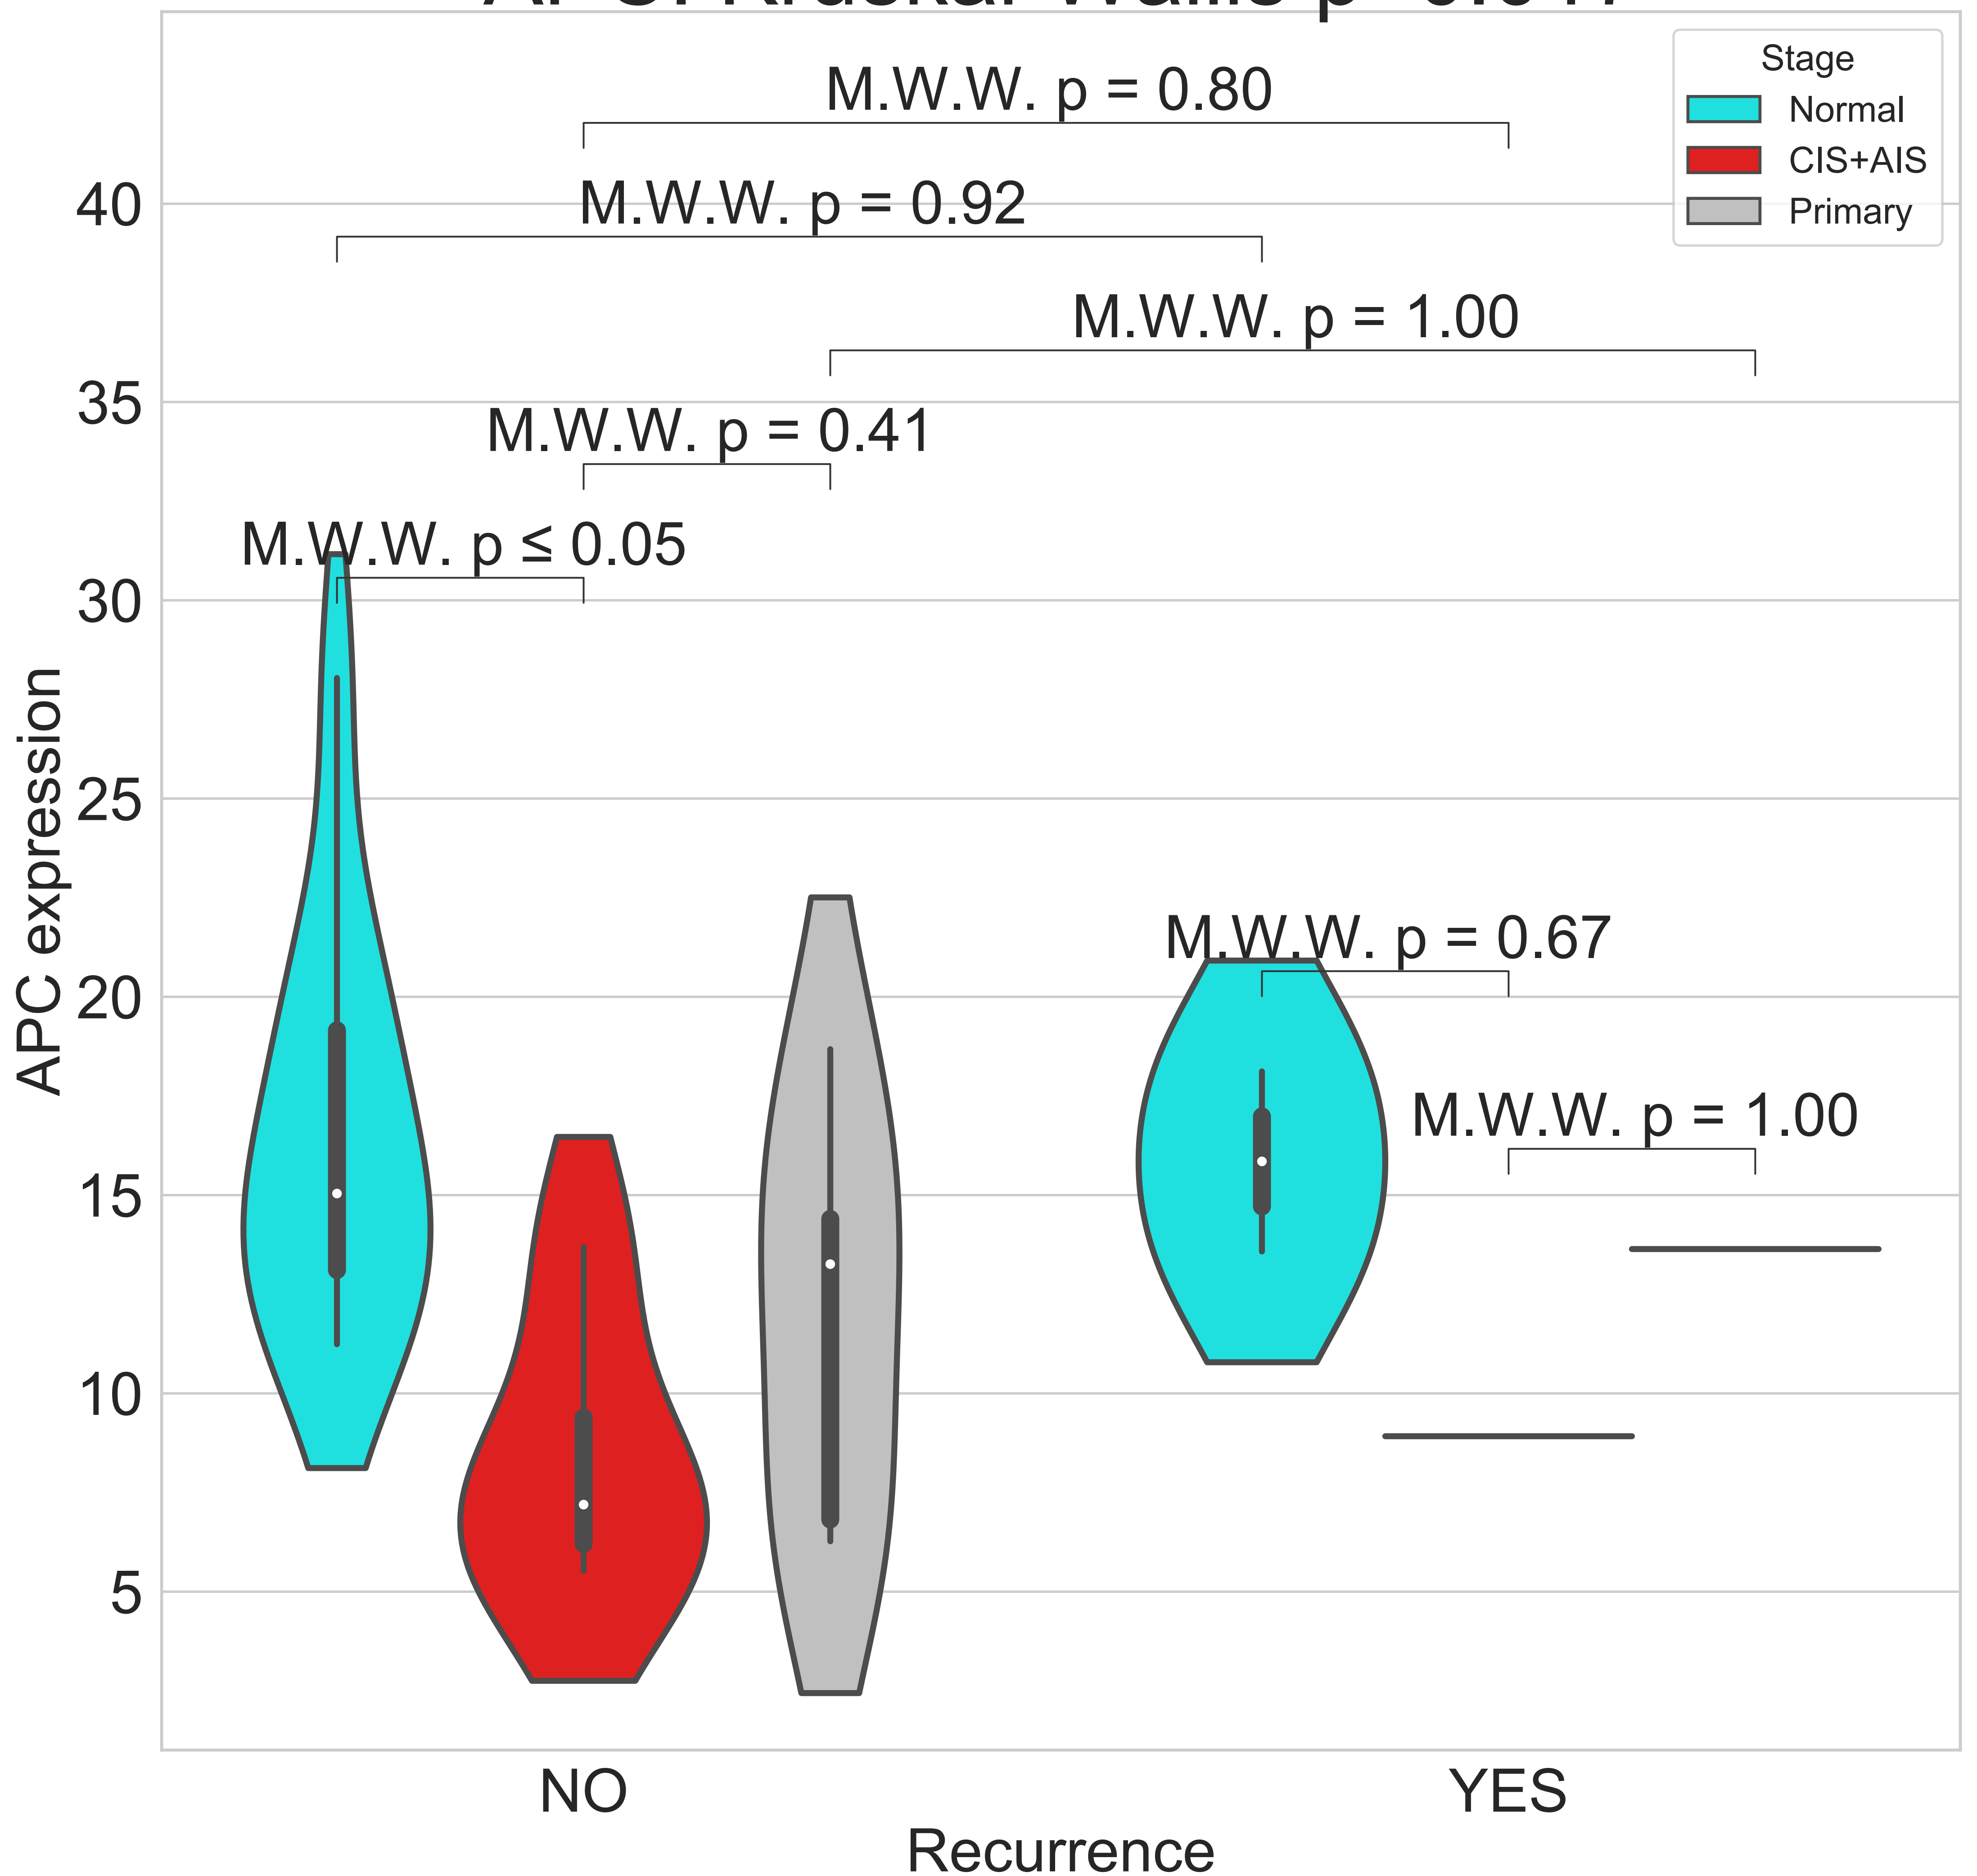 Stage
Normal
CIS+AIS
Primary
M.W.W. p = 0.80
M.W.W. p = 0.92
M.W.W. p = 1.00
M.W.W. p = 0.41
M.W.W. p ≤ 0.05
M.W.W. p = 0.67
M.W.W. p = 1.00
40
35
30
25
20
15
10
5
APC expression
NO
YES
Recurrence